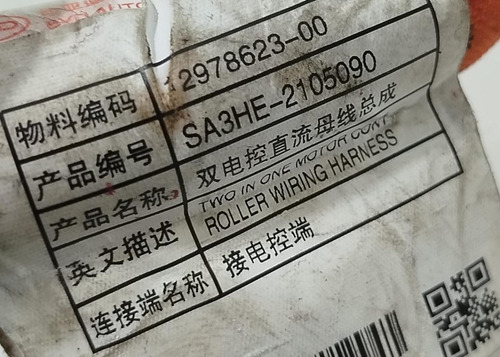 物料编码 12978623-00
产品编号 SA3HE-2105090
产品名称 双电控直流母线总成
英文描述 TWO IN ONE MOTOR CONT
ROLLER WIRING HARNESS
连接端名称 接电控端